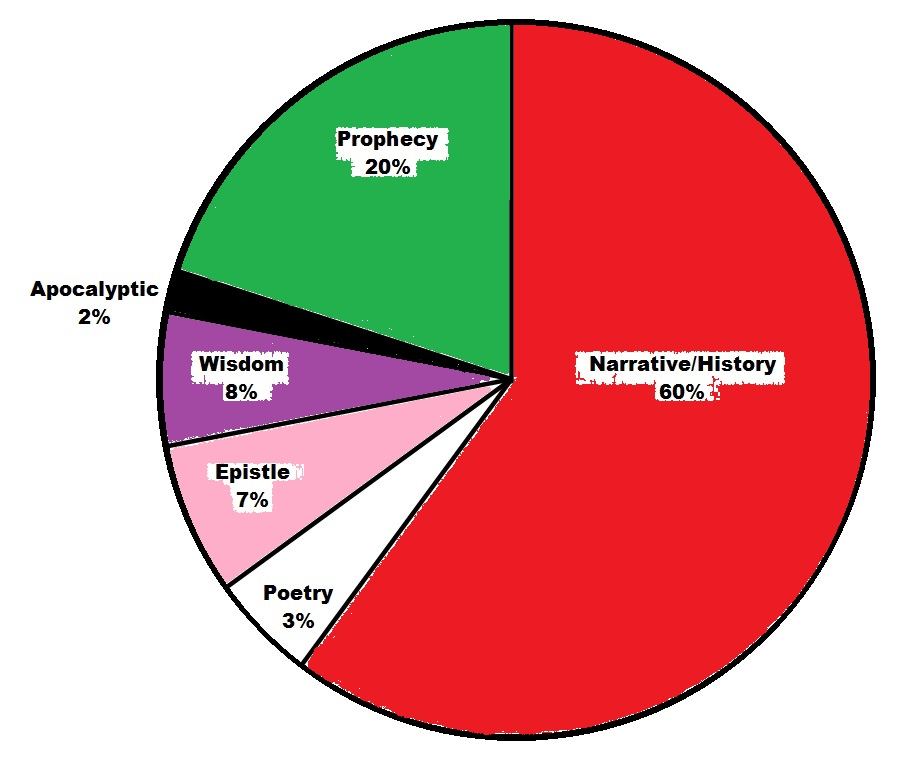 Prophecy
20%
Apocalyptic
2%
Wisdom
8%
Narrative/History
60%
Epistle
7%
Poetry
3%